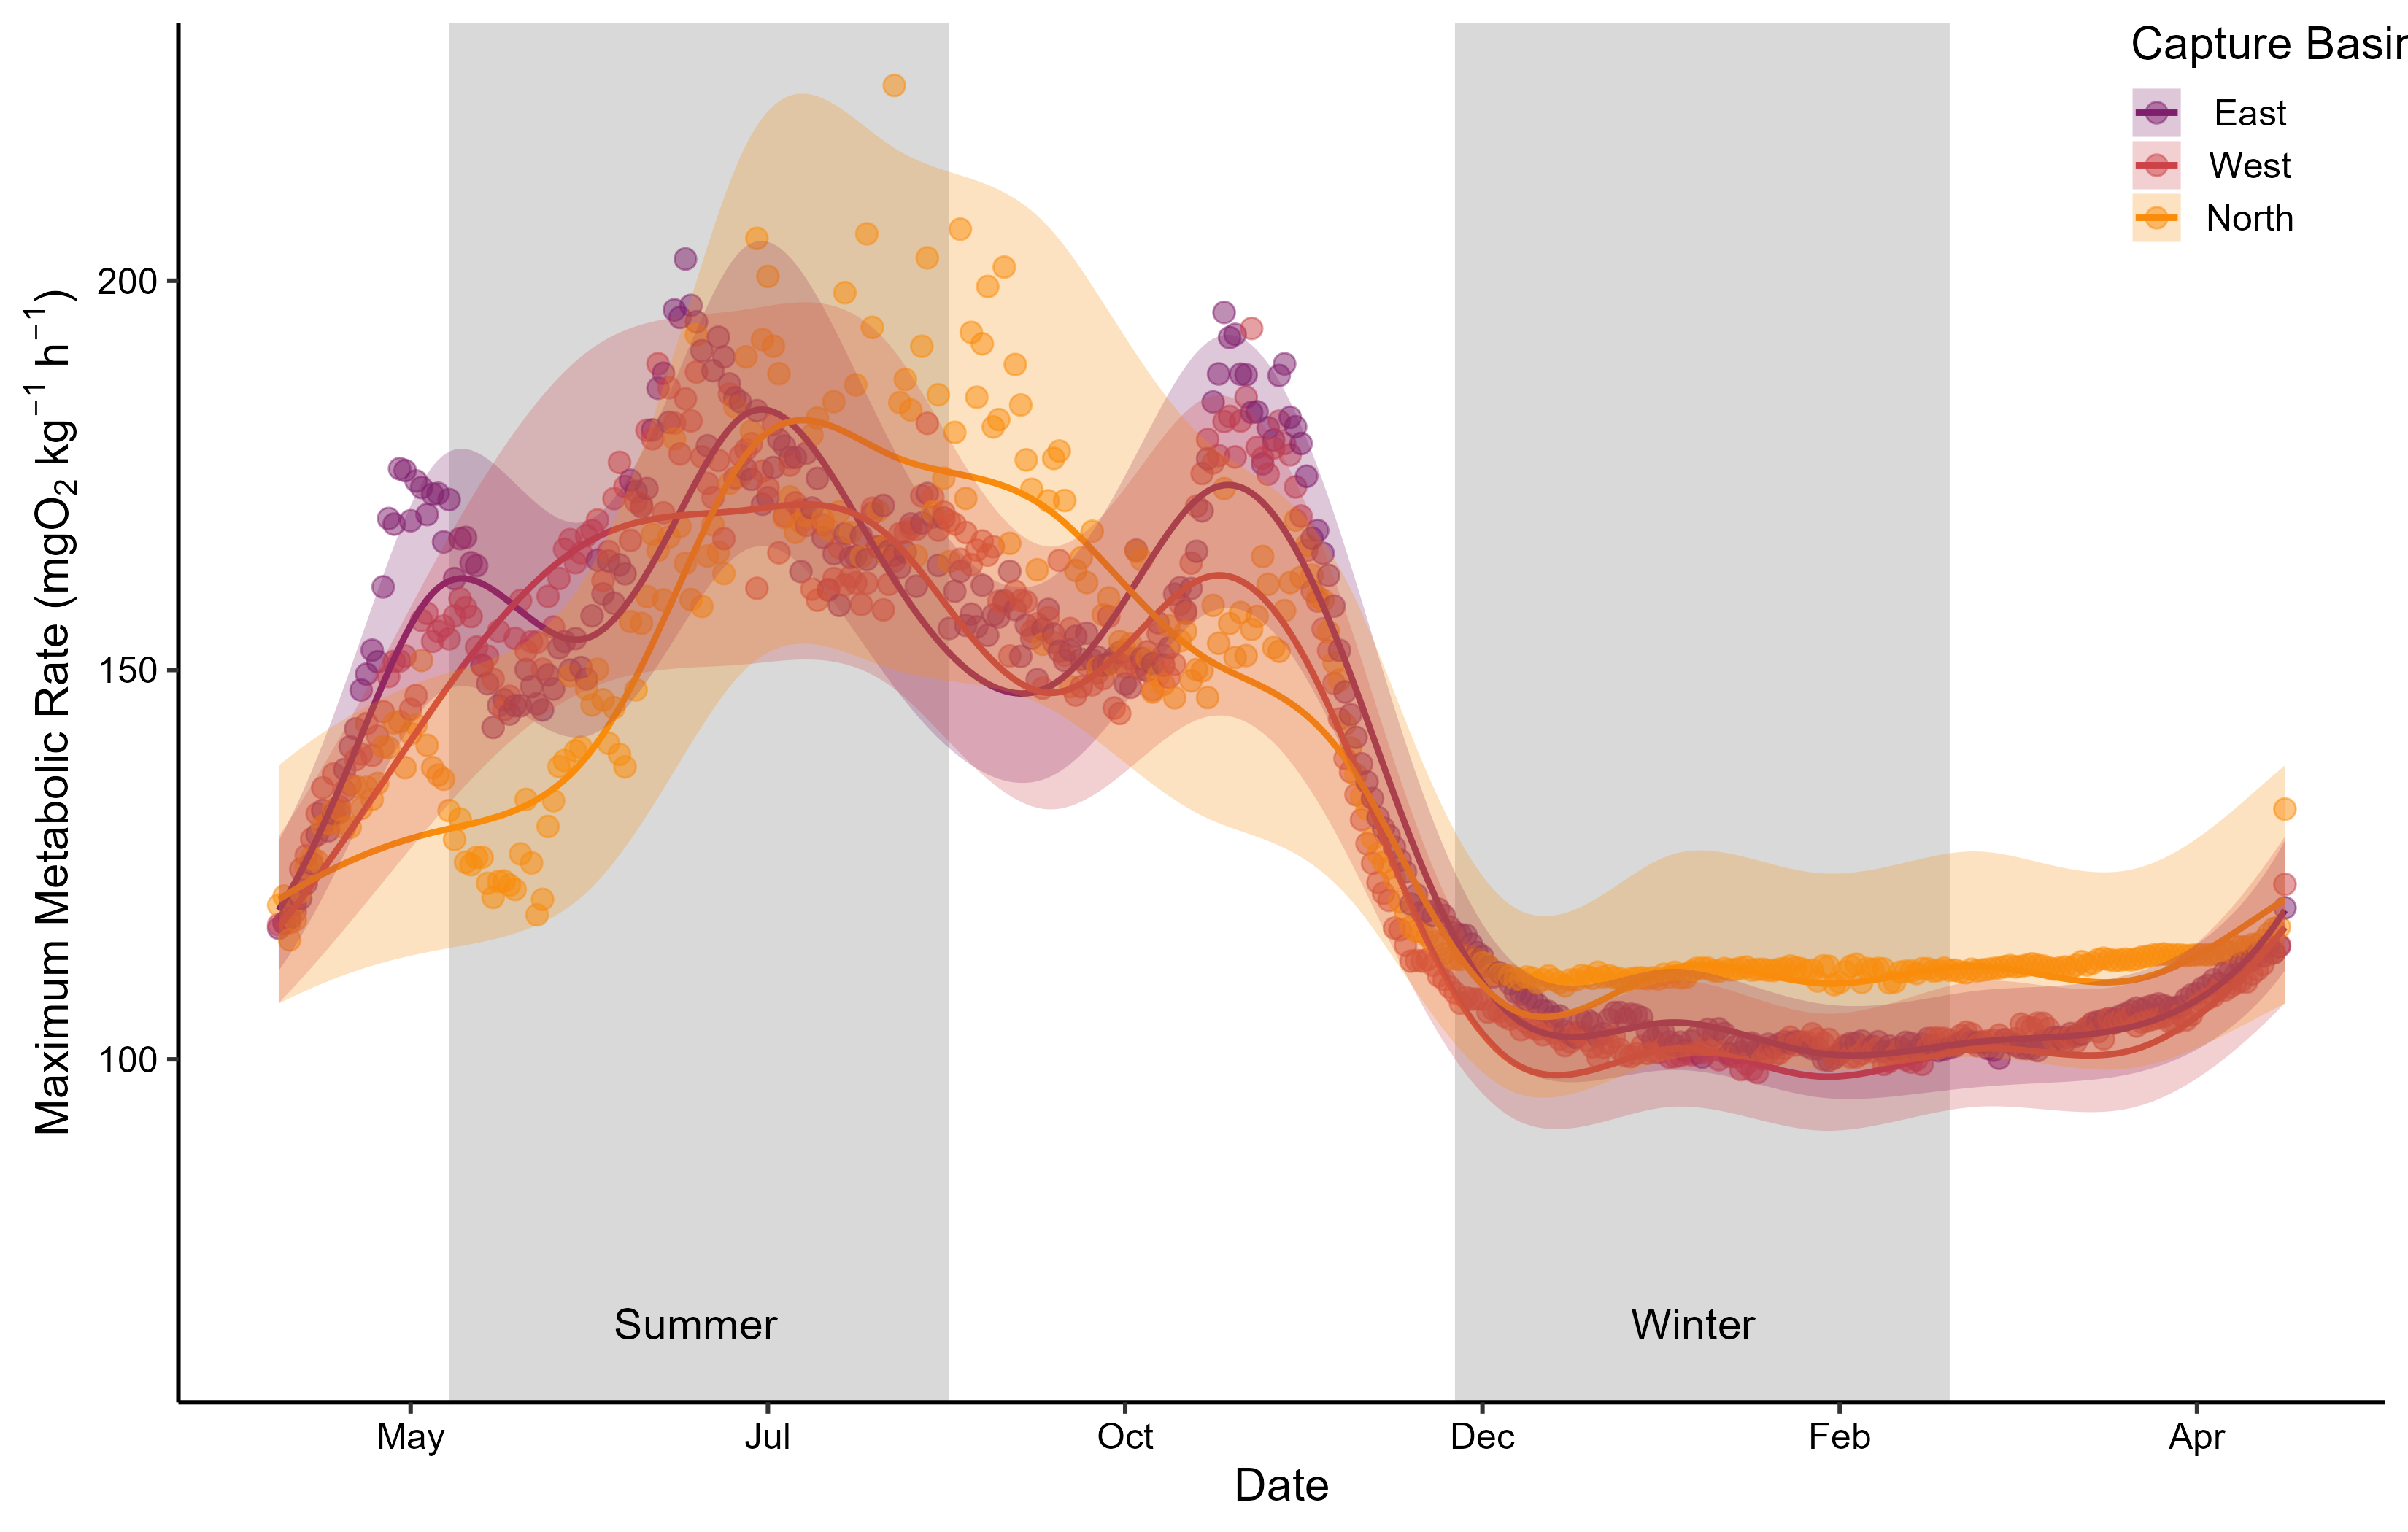 Capture Basin
East
West
North
Maximum Metabolic Rate (mgO₂ kg⁻¹ h⁻¹)
200
150
100
Summer
Winter
May
Jul
Oct
Dec
Feb
Apr
Date